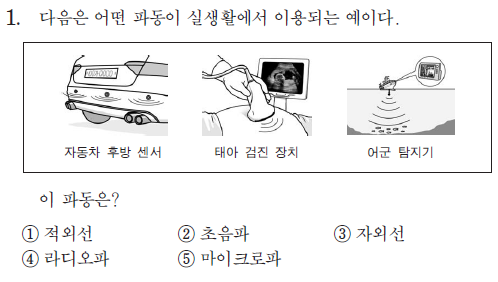 1. 다음은 어떤 파동이 실생활에서 이용되는 예이다.
자동차 후방 센서 태아 검진 장치 어군 탐지기
이 파동은?
① 적외선 ② 초음파 ③ 자외선
④ 라디오파 ⑤ 마이크로파